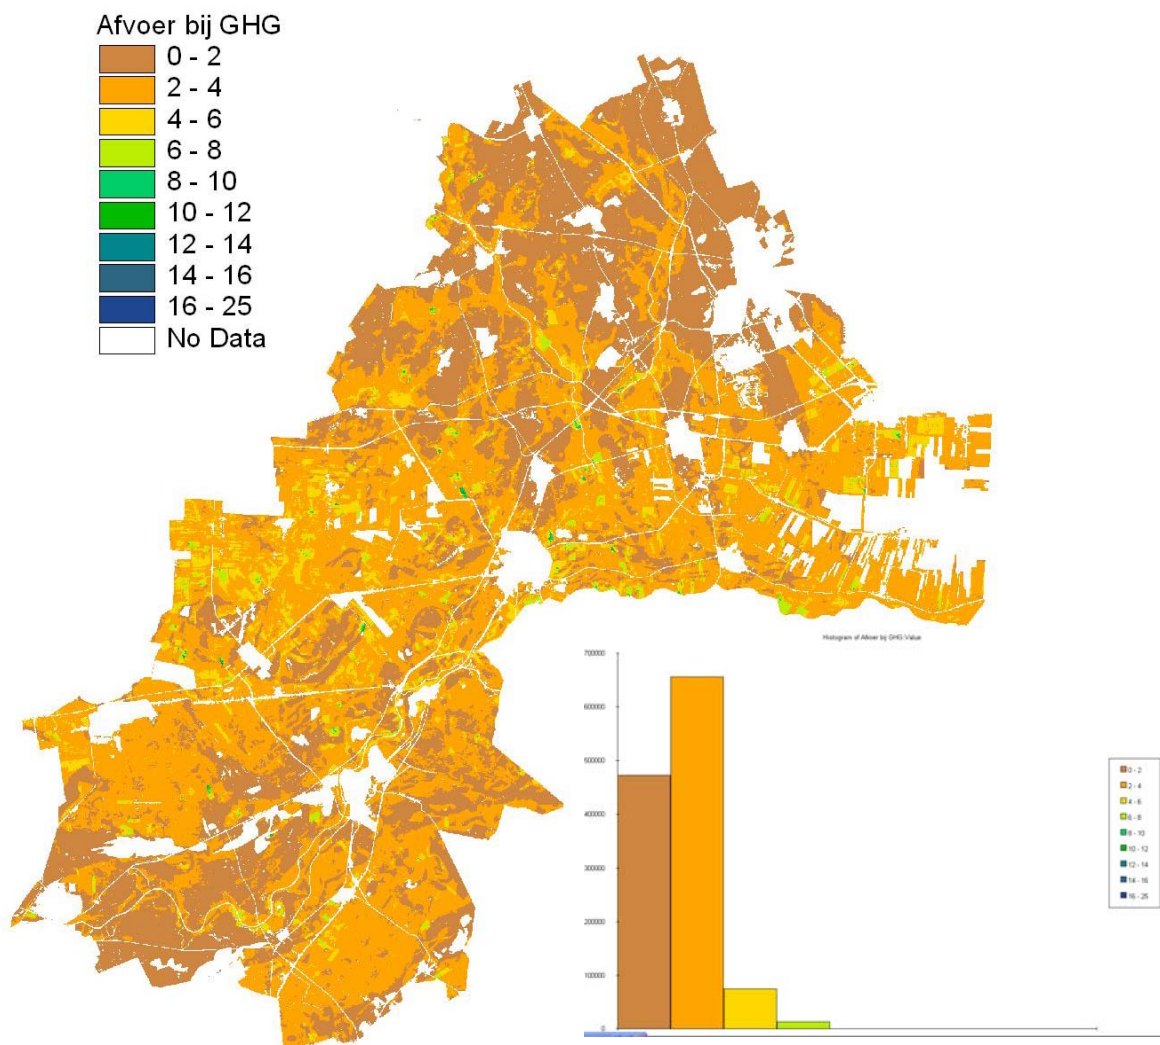 Afvoer bij GHG
0 - 2
2 - 4
4 - 6
6 - 8
8 - 10
10 - 12
12 - 14
14 - 16
16 - 25
No Data
Histogram of Afvoer bij GHG Value
700000
600000
500000
400000
300000
200000
100000
0
0 - 2
2 - 4
4 - 6
6 - 8
8 - 10
10 - 12
12 - 14
14 - 16
16 - 25